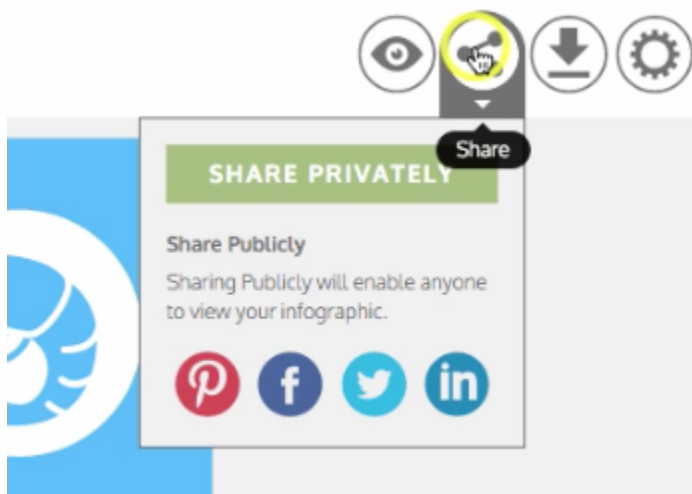 Share
SHARE PRIVATELY
Share Publicly
Sharing Publicly will enable anyone
to view your infographic.